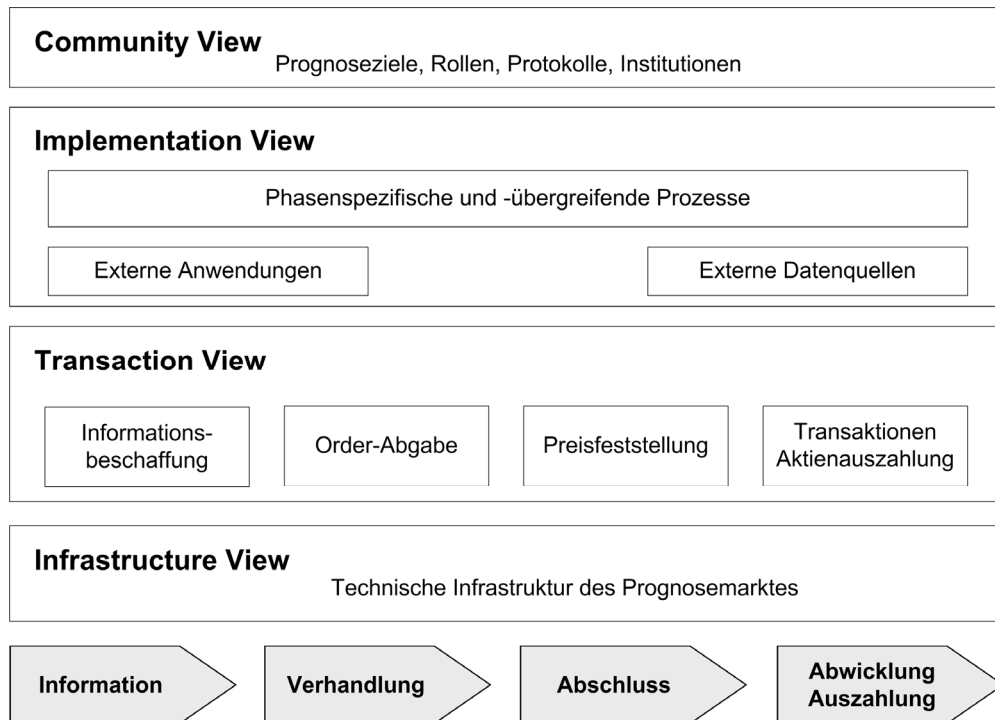 Community View
Prognoseziele, Rollen, Protokolle, Institutionen
Implementation View
Phasenspezifische und -übergreifende Prozesse
Externe Anwendungen
Externe Datenquellen
Transaction View
Informations-
beschaffung
Order-Abgabe
Preisfeststellung
Transaktionen
Aktienauszahlung
Infrastructure View
Technische Infrastruktur des Prognosemarktes
Information
Verhandlung
Abschluss
Abwicklung
Auszahlung